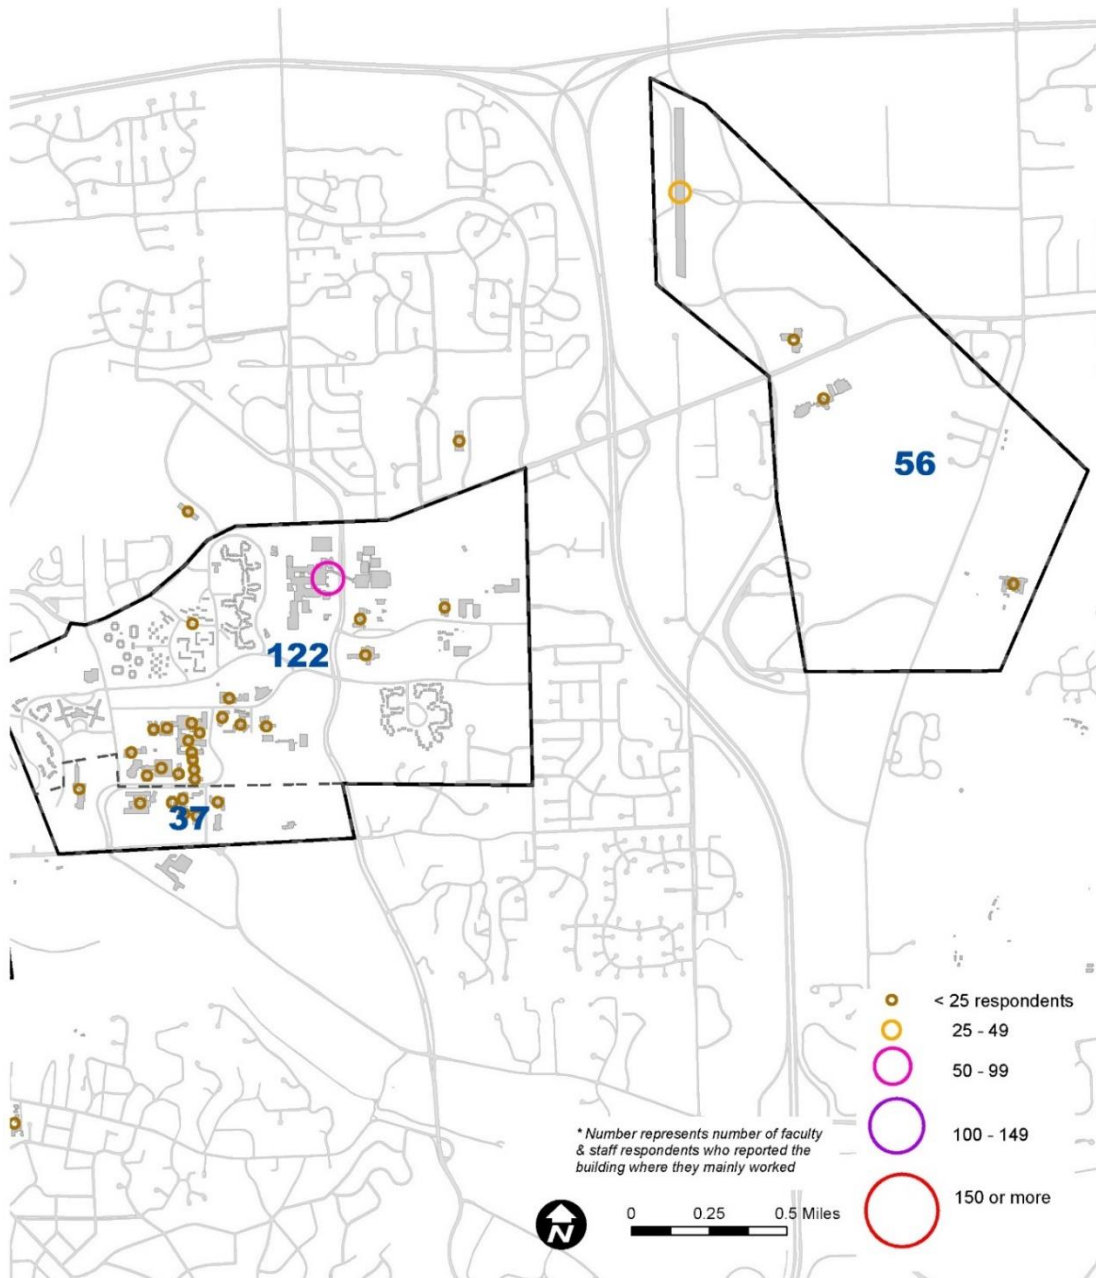 56
122
37
< 25 respondents
25 - 49
50 - 99
100 - 149
150 or more
* Number represents number of faculty
& staff respondents who reported the
building where they mainly worked
N
0 0.25 0.5 Miles